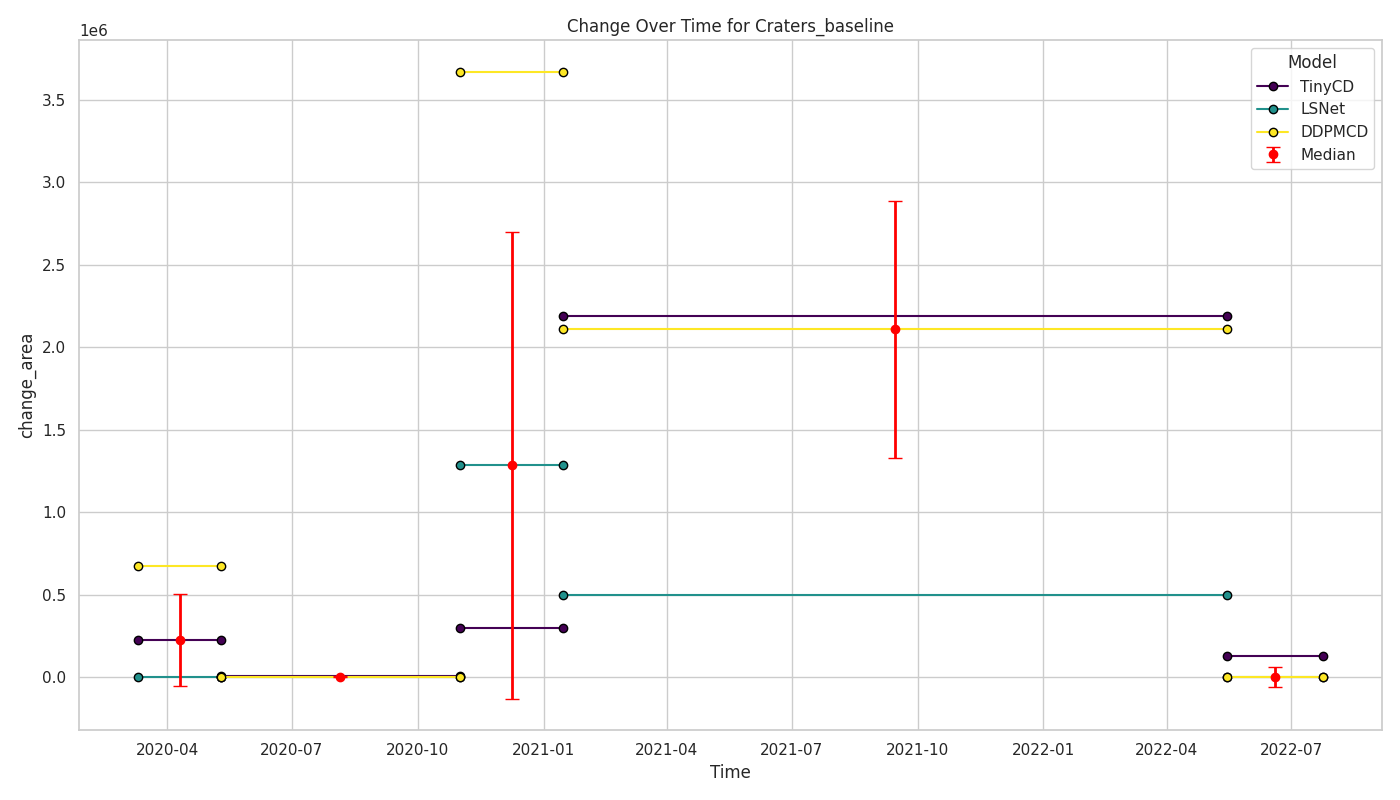 Change Over Time for Craters_baseline
1e6
3.5
3.0
2.5
2.0
1.5
1.0
0.5
0.0
change_area
Model
TinyCD
LSNet
DDPMCD
Median
2020-04
2020-07
2020-10
2021-01
2021-04
2021-07
2021-10
2022-01
2022-04
2022-07
Time